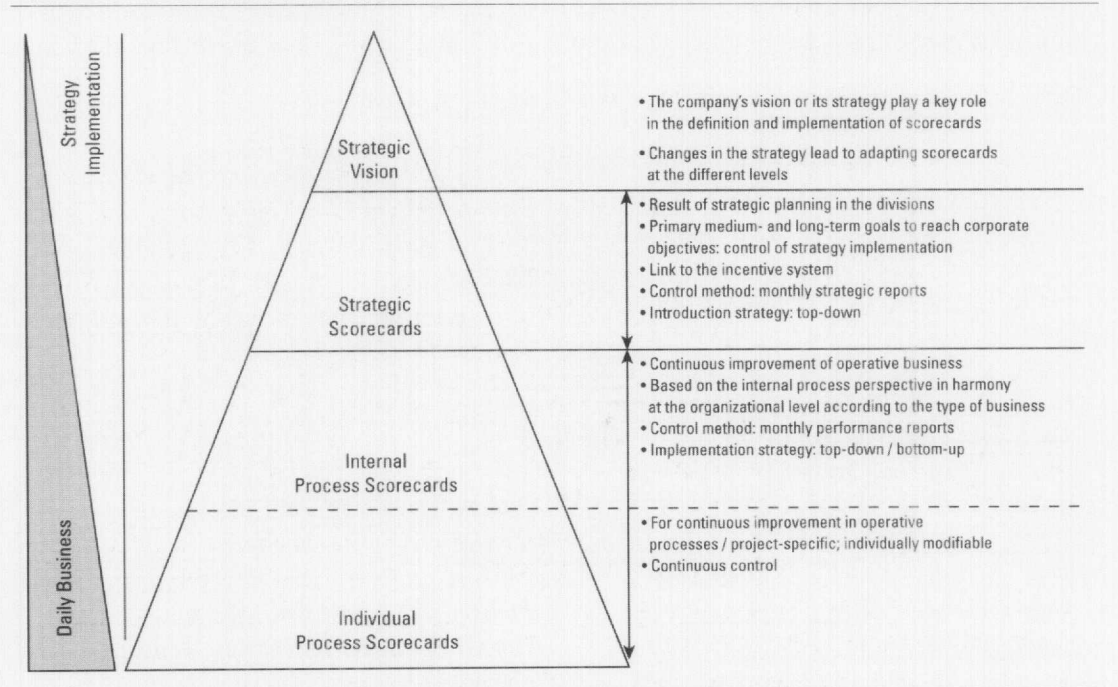 Strategy
Implementation
Daily Business
Strategic
Vision
Strategic
Scorecards
Internal
Process Scorecards
Individual
Process Scorecards
• The company's vision or its strategy play a key role
in the definition and implementation of scorecards
• Changes in the strategy lead to adapting scorecards
at the different levels
• Result of strategic planning in the divisions
• Primary medium- and long-term goals to reach corporate
objectives: control of strategy implementation
• Link to the incentive system
• Control method: monthly strategic reports
• Introduction strategy: top-down
• Continuous improvement of operative business
• Based on the internal process perspective in harmony
at the organizational level according to the type of business
• Control method: monthly performance reports
• Implementation strategy: top-down / bottom-up
• For continuous improvement in operative
processes / project-specific; individually modifiable
• Continuous control